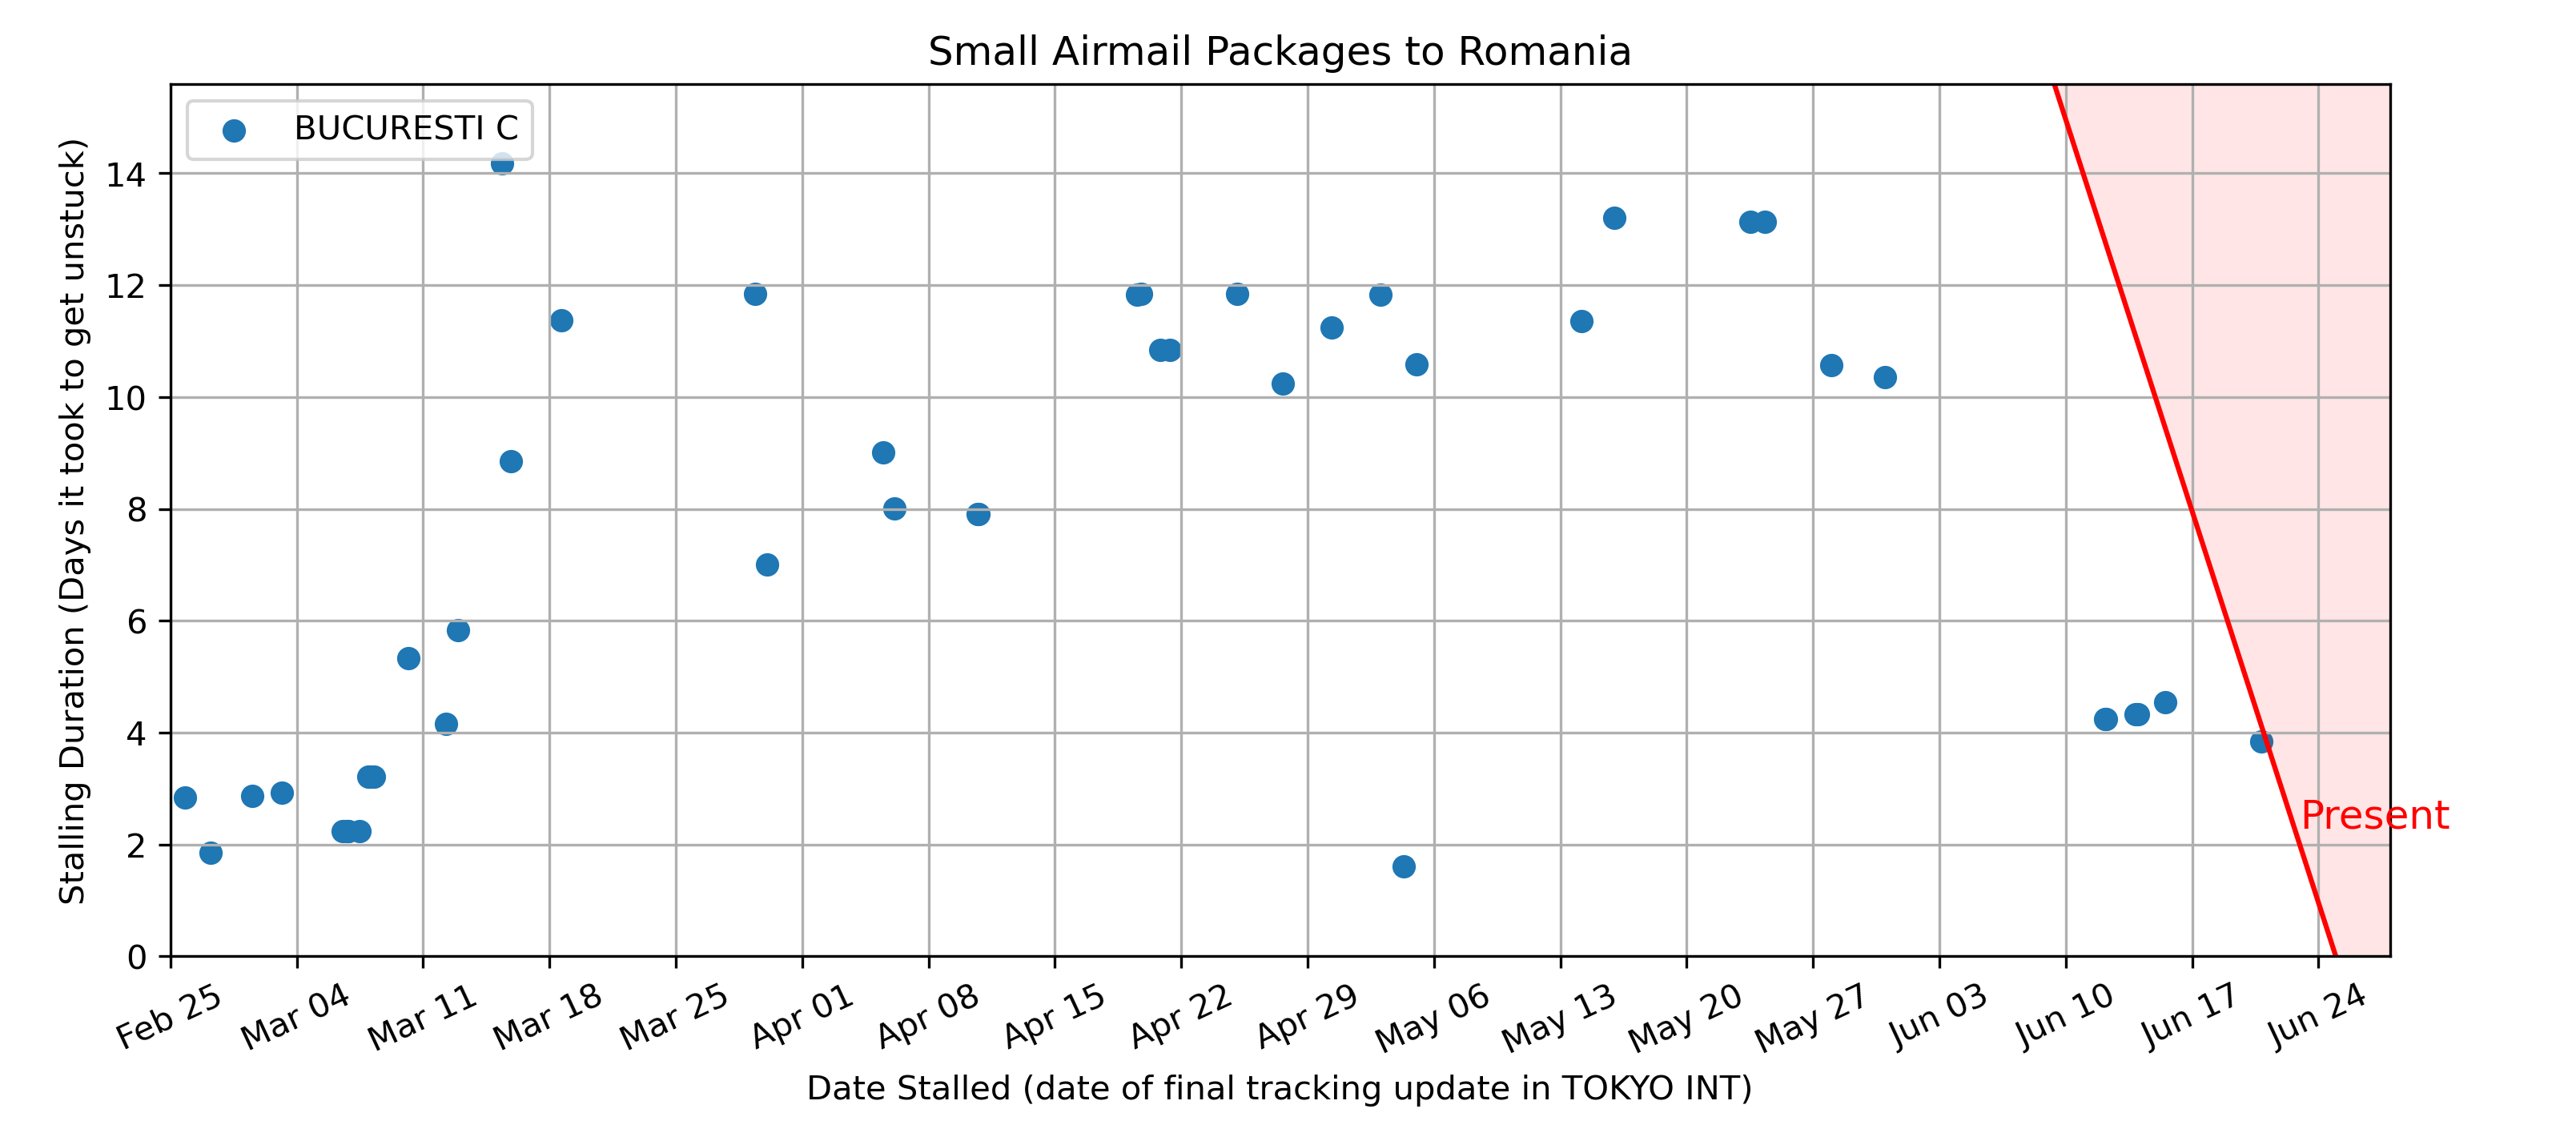 Small Airmail Packages to Romania
BUCURESTI C
Stalling Duration (Days it took to get unstuck)
14
12
10
8
6
4
2
0
Present
Feb 25
Mar 04
Mar 11
Mar 18
Mar 25
Apr 01
Apr 08
Apr 15
Apr 22
Apr 29
May 06
May 13
May 20
May 27
Jun 03
Jun 10
Jun 17
Jun 24
Date Stalled (date of final tracking update in TOKYO INT)